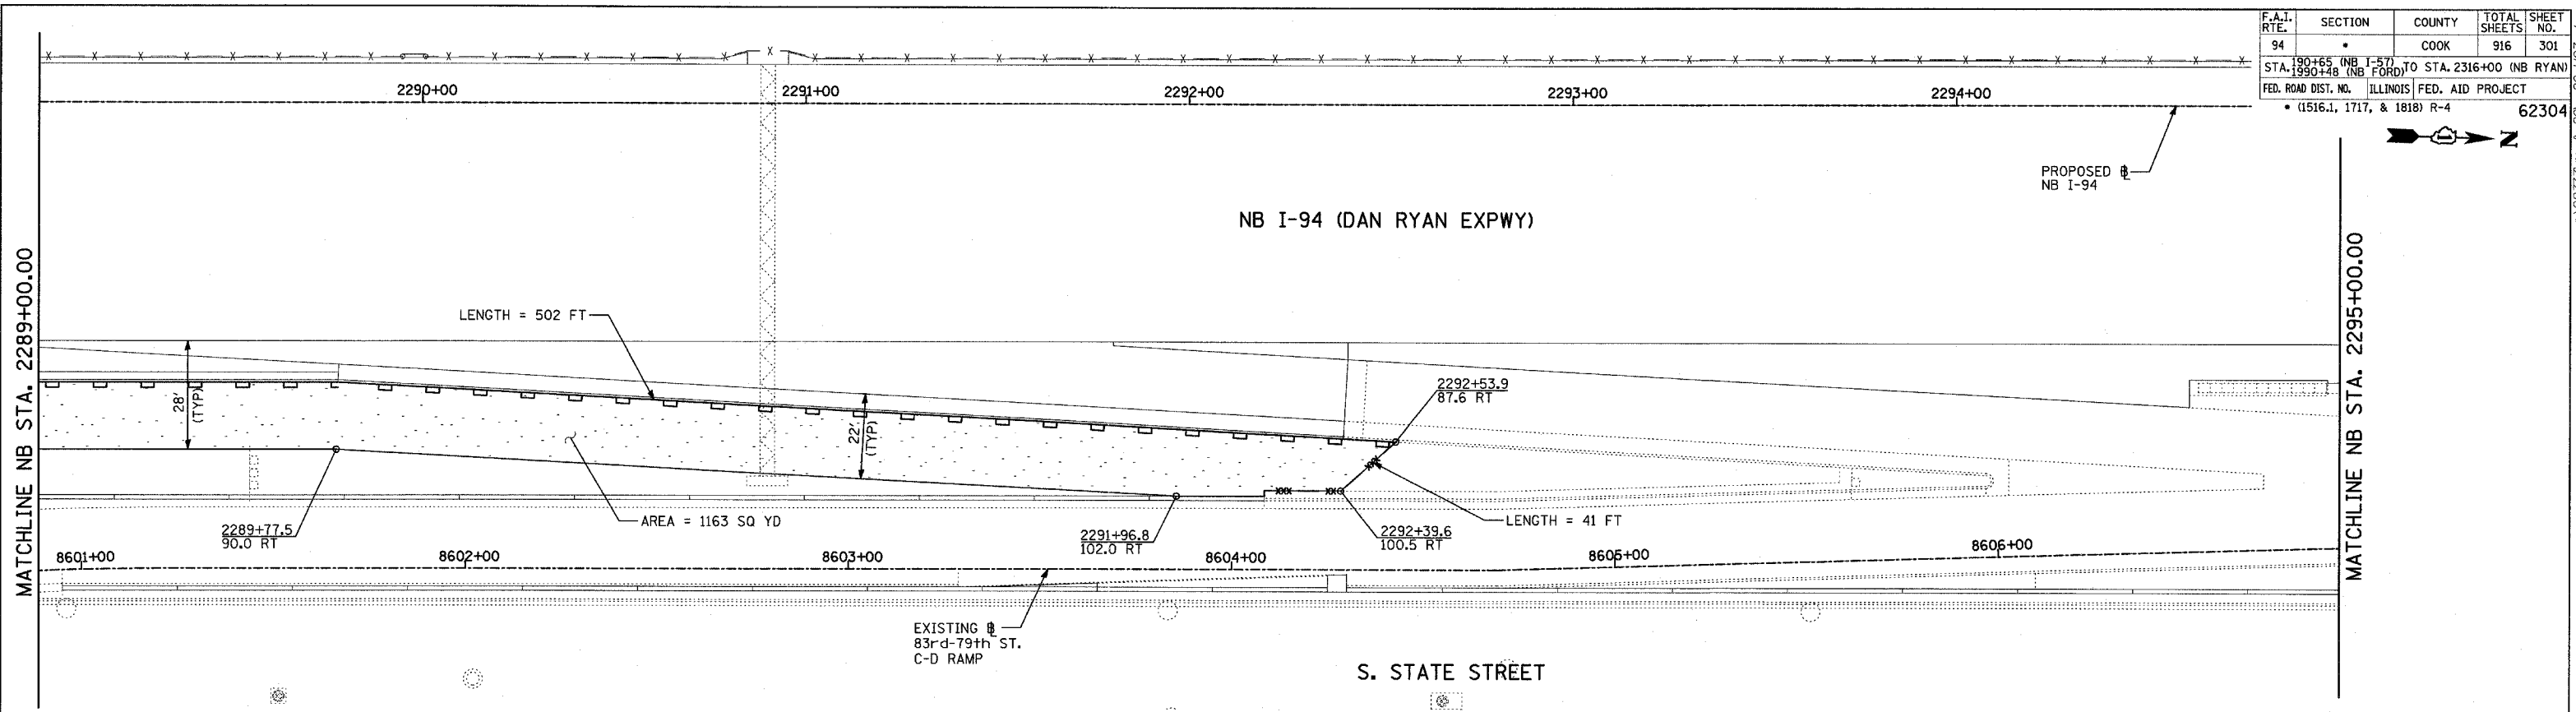 F.A.I. RTE. SECTION COUNTY TOTAL SHEETS SHEET NO.
94 * COOK 916 301
STA. 190+65 (NB I-57) 1990+48 (NB FORD) TO STA. 2316+00 (NB RYAN)
FED. ROAD DIST. NO. ILLINOIS FED. AID PROJECT
* (1516.1, 1717, & 1818) R-4
62304
N
2290+00 2291+00 2292+00 2293+00 2294+00
PROPOSED B
NB I-94
NB I-94 (DAN RYAN EXPWY)
MATCHLINE NB STA. 2289+00.00
MATCHLINE NB STA. 2295+00.00
LENGTH = 502 FT
28' (TYP)
22' (TYP)
2292+53.9
87.6 RT
AREA = 1163 SQ YD
LENGTH = 41 FT
2289+77.5
90.0 RT
2291+96.8
102.0 RT
2292+39.6
100.5 RT
8601+00 8602+00 8603+00 8604+00 8605+00 8606+00
EXISTING B
83rd-79th ST.
C-D RAMP
S. STATE STREET